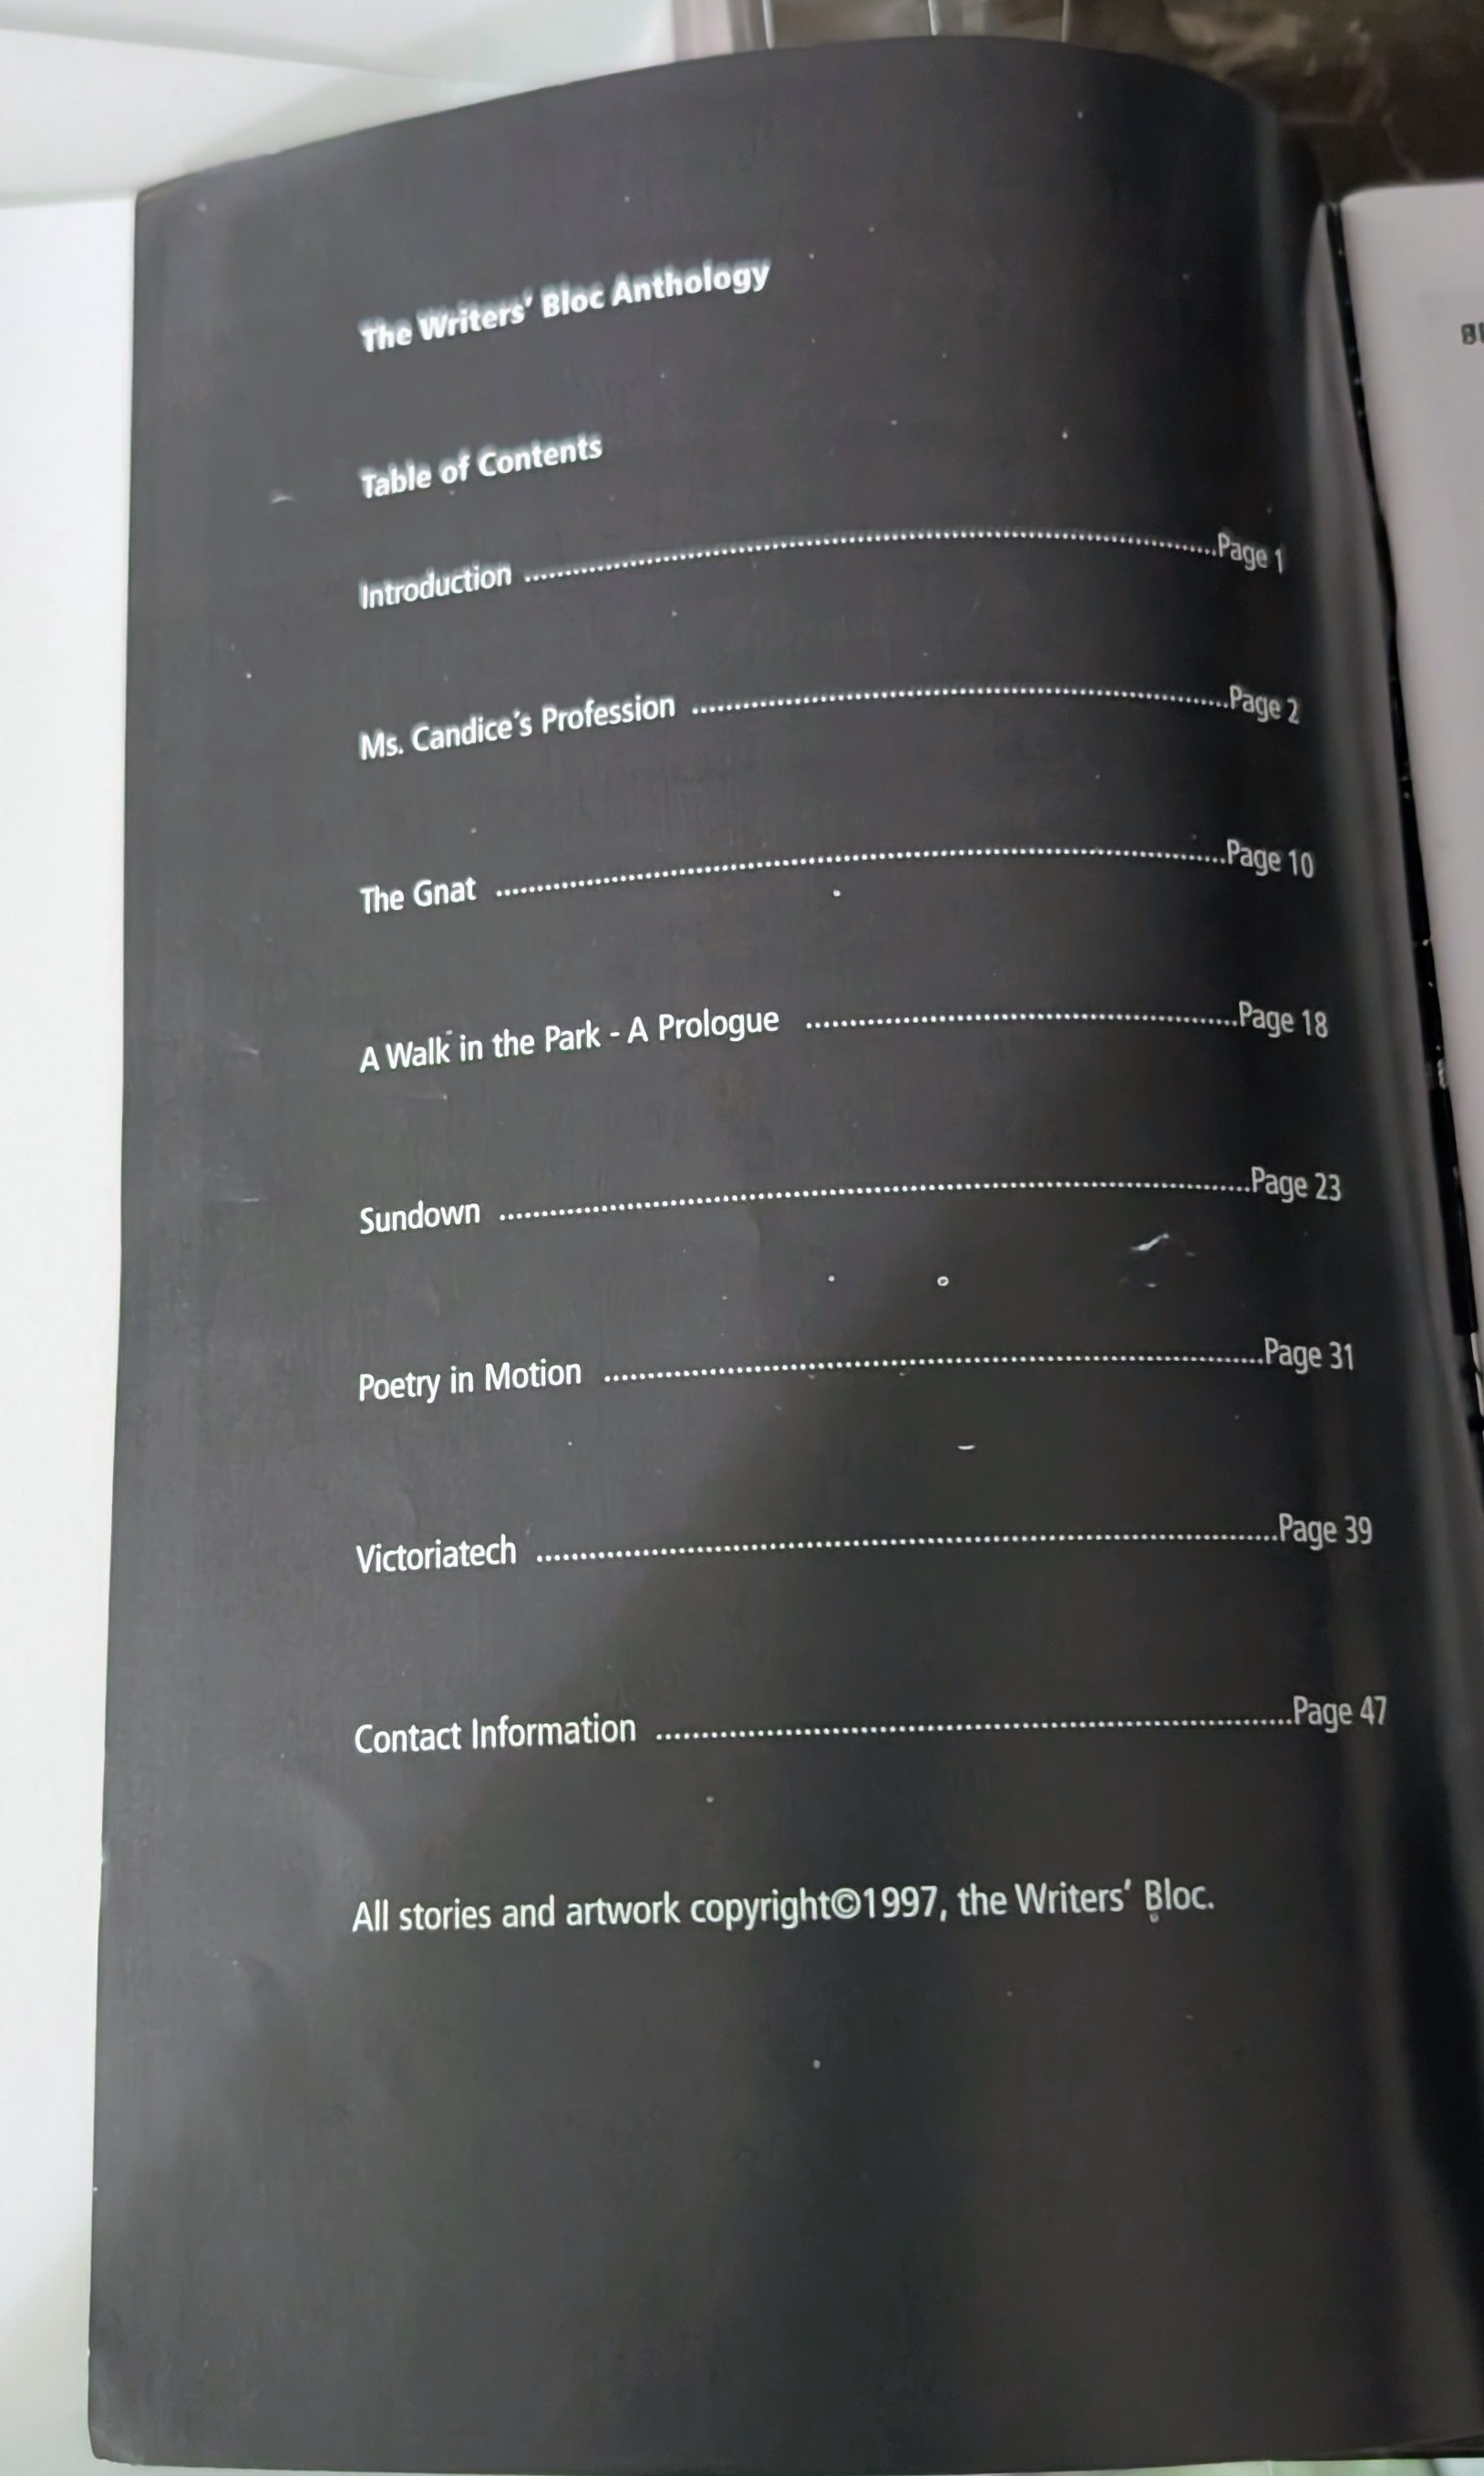 The Writers' Bloc Anthology
Table of Contents
Introduction ................................Page 1
Ms. Candice's Profession ................................Page 2
The Gnat ................................Page 10
A Walk in the Park - A Prologue ................................Page 18
Sundown ................................Page 23
Poetry in Motion ................................Page 31
Victoriatech ................................Page 39
Contact Information ................................Page 47
All stories and artwork copyright©1997, the Writers' Bloc.